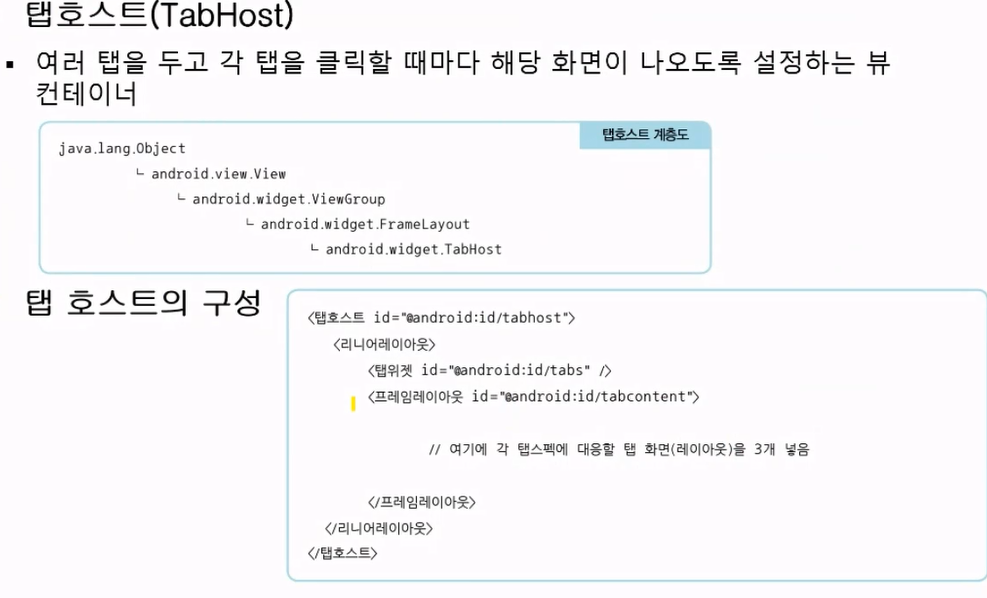 탭호스트(TabHost)
▪ 여러 탭을 두고 각 탭을 클릭할 때마다 해당 화면이 나오도록 설정하는 뷰
컨테이너
탭호스트 계층도
java.lang.Object
└ android.view.View
└ android.widget.ViewGroup
└ android.widget.FrameLayout
└ android.widget.TabHost
탭 호스트의 구성
<탭호스트 id="@android:id/tabhost">
<리니어레이아웃>
<탭위젯 id="@android:id/tabs" />
<프레임레이아웃 id="@android:id/tabcontent">
// 여기에 각 탭스펙에 대응할 탭 화면(레이아웃)을 3개 넣음
</프레임레이아웃>
</리니어레이아웃>
</탭호스트>